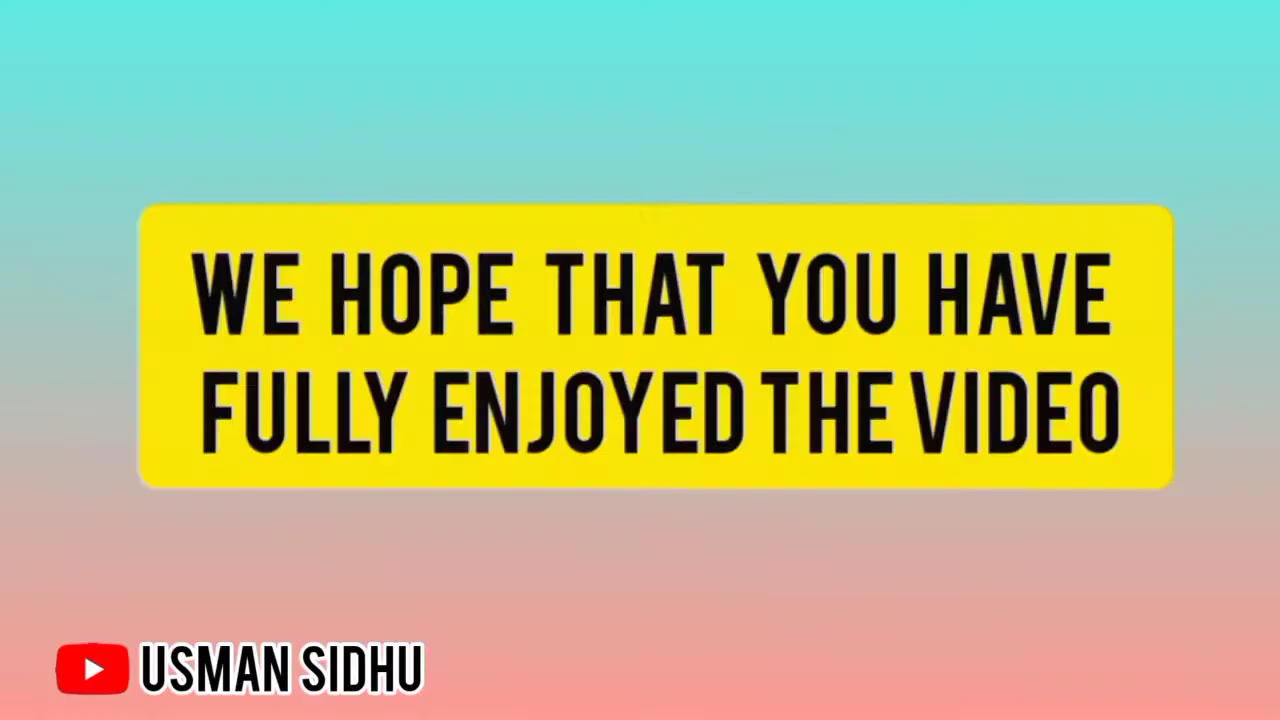 WE HOPE THAT YOU HAVE
FULLY ENJOYED THE VIDEO
USMAN SIDHU